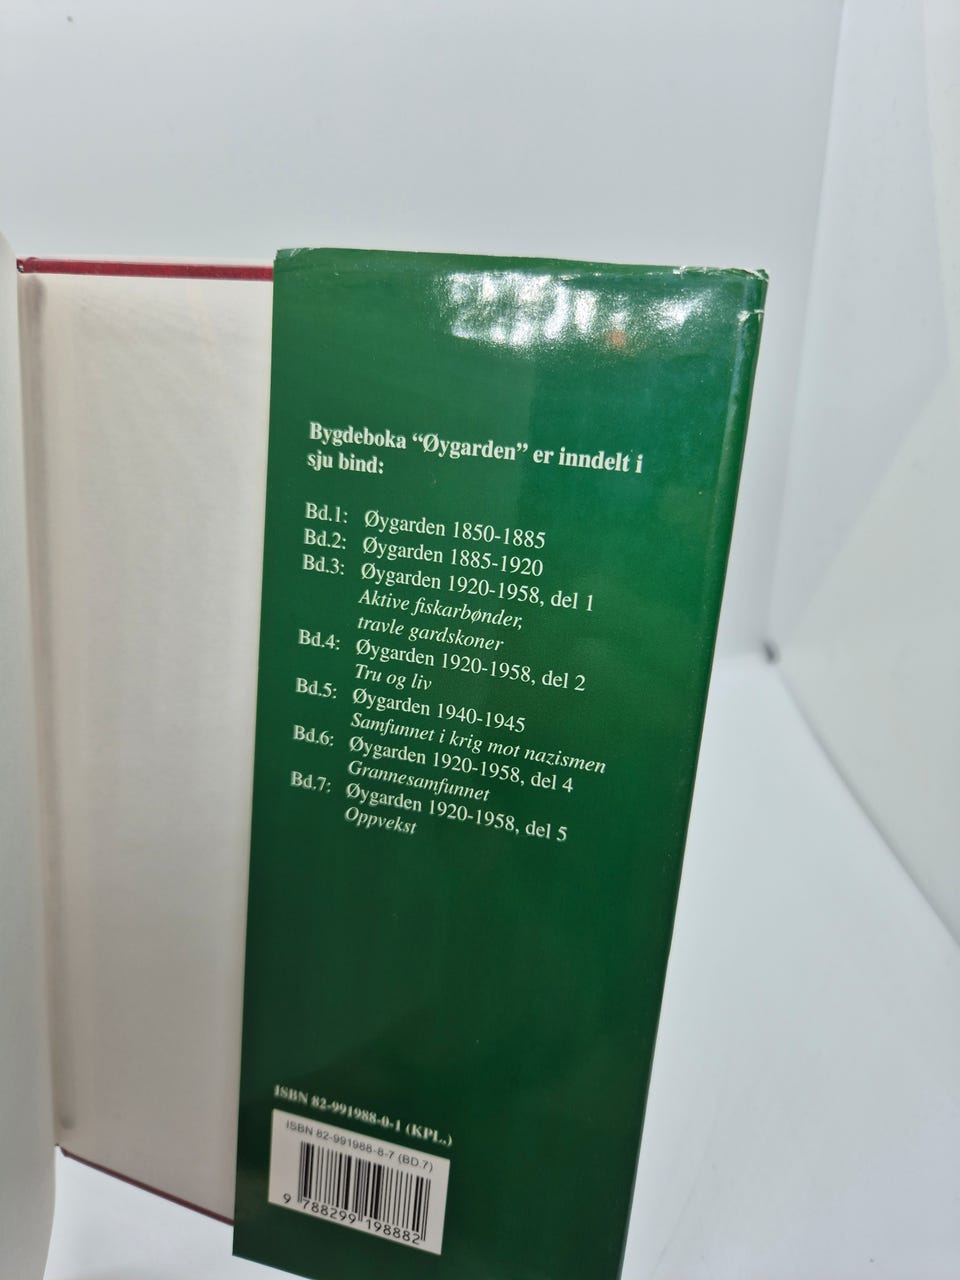 Bygdeboka “Øygarden” er inndelt i
sju bind:
Bd.1: Øygarden 1850-1885
Bd.2: Øygarden 1885-1920
Bd.3: Øygarden 1920-1958, del 1
Aktive fiskarbønder,
travle gardskoner
Bd.4: Øygarden 1920-1958, del 2
Tru og liv
Bd.5: Øygarden 1940-1945
Samfunnet i krig mot nazismen
Bd.6: Øygarden 1920-1958, del 4
Grannesamfunnet
Bd.7: Øygarden 1920-1958, del 5
Oppvekst
ISBN 82-991988-0-1 (KPL.)
ISBN 82-991988-8-7 (BD.7)
9 788299 198882